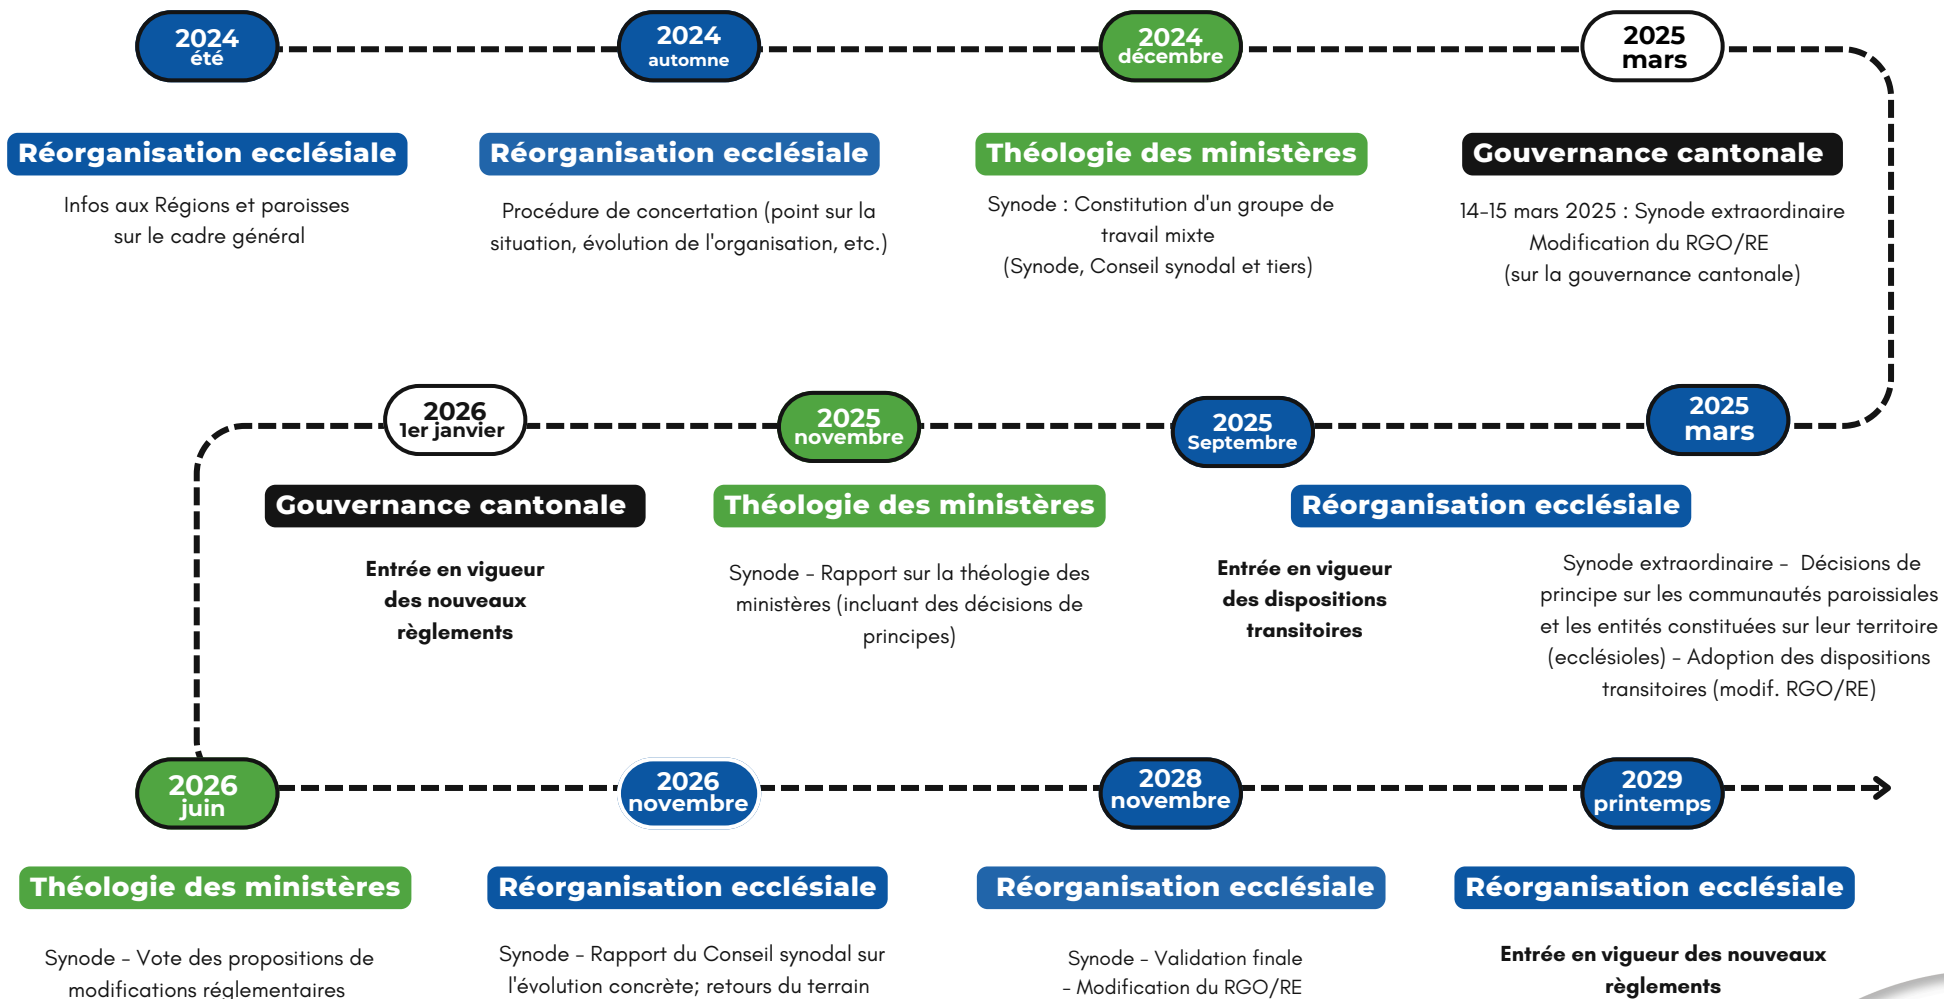 2024
été
2024
automne
2024
décembre
2025
mars
Réorganisation ecclésiale
Infos aux Régions et paroisses
sur le cadre général
Réorganisation ecclésiale
Procédure de concertation (point sur la
situation, évolution de l'organisation, etc.)
Théologie des ministères
Synode : Constitution d'un groupe de
travail mixte
(Synode, Conseil synodal et tiers)
Gouvernance cantonale
14-15 mars 2025 : Synode extraordinaire
Modification du RGO/RE
(sur la gouvernance cantonale)
2026
1er janvier
2025
novembre
2025
Septembre
2025
mars
Gouvernance cantonale
Entrée en vigueur
des nouveaux
règlements
Théologie des ministères
Synode - Rapport sur la théologie des
ministères (incluant des décisions de
principes)
Réorganisation ecclésiale
Entrée en vigueur
des dispositions
transitoires
Synode extraordinaire - Décisions de
principe sur les communautés paroissiales
et les entités constituées sur leur territoire
(ecclésioles) - Adoption des dispositions
transitoires (modif. RGO/RE)
2026
juin
2026
novembre
2028
novembre
2029
printemps
Théologie des ministères
Synode - Vote des propositions de
modifications réglementaires
Réorganisation ecclésiale
Synode - Rapport du Conseil synodal sur
l'évolution concrète; retours du terrain
Réorganisation ecclésiale
Synode - Validation finale
- Modification du RGO/RE
Réorganisation ecclésiale
Entrée en vigueur des nouveaux
règlements